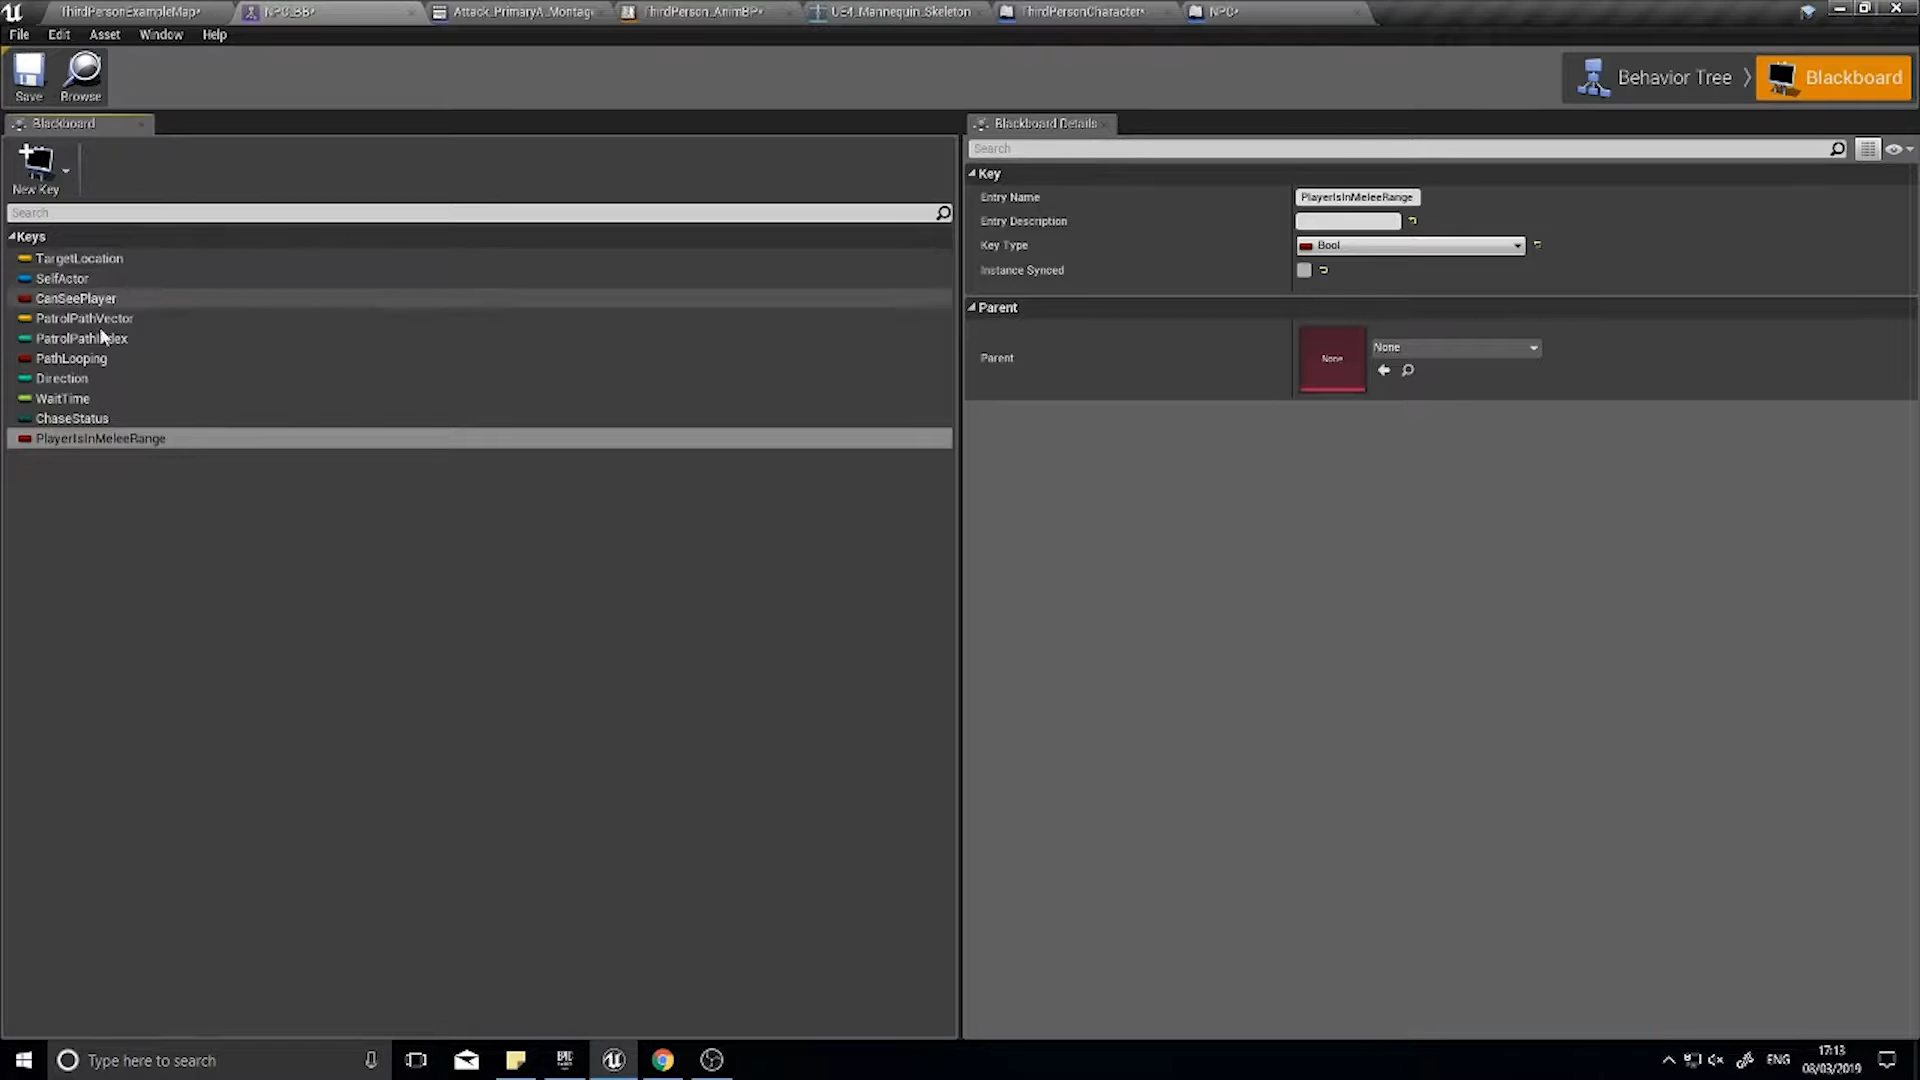 ThirdPersonExampleMap*
NPC_BB*
Attack_PrimaryA_Montag
ThirdPerson_AnimBP*
UE4_Mannequin_Skeleton
ThirdPersonCharacter*
NPC*
File Edit Asset Window Help
Save Browse
Behavior Tree Blackboard
Blackboard
New Key
Search
Keys
TargetLocation
SelfActor
CanSeePlayer
PatrolPathVector
PatrolPathIndex
PathLooping
Direction
WaitTime
ChaseStatus
PlayerIsInMeleeRange
Blackboard Details
Search
Key
Entry Name PlayerIsInMeleeRange
Entry Description
Key Type Bool
Instance Synced
Parent
Parent None None
Type here to search
EPIC
ENG
17:13
08/03/2019